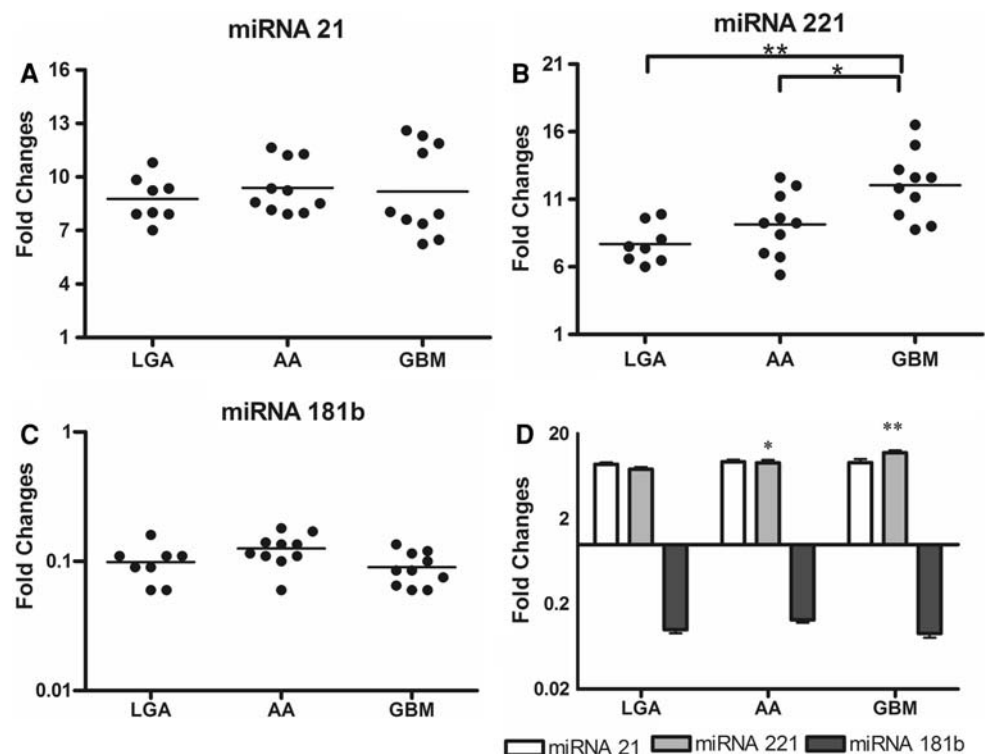 miRNA 21
A
16
13
10
7
4
1
Fold Changes
LGA AA GBM
miRNA 221
B
21
16
11
6
1
Fold Changes
**
*
LGA AA GBM
miRNA 181b
C
1
0.1
0.01
Fold Changes
LGA AA GBM
D
20
2
0.2
0.02
Fold Changes
*
**
LGA AA GBM
miRNA 21 miRNA 221 miRNA 181b